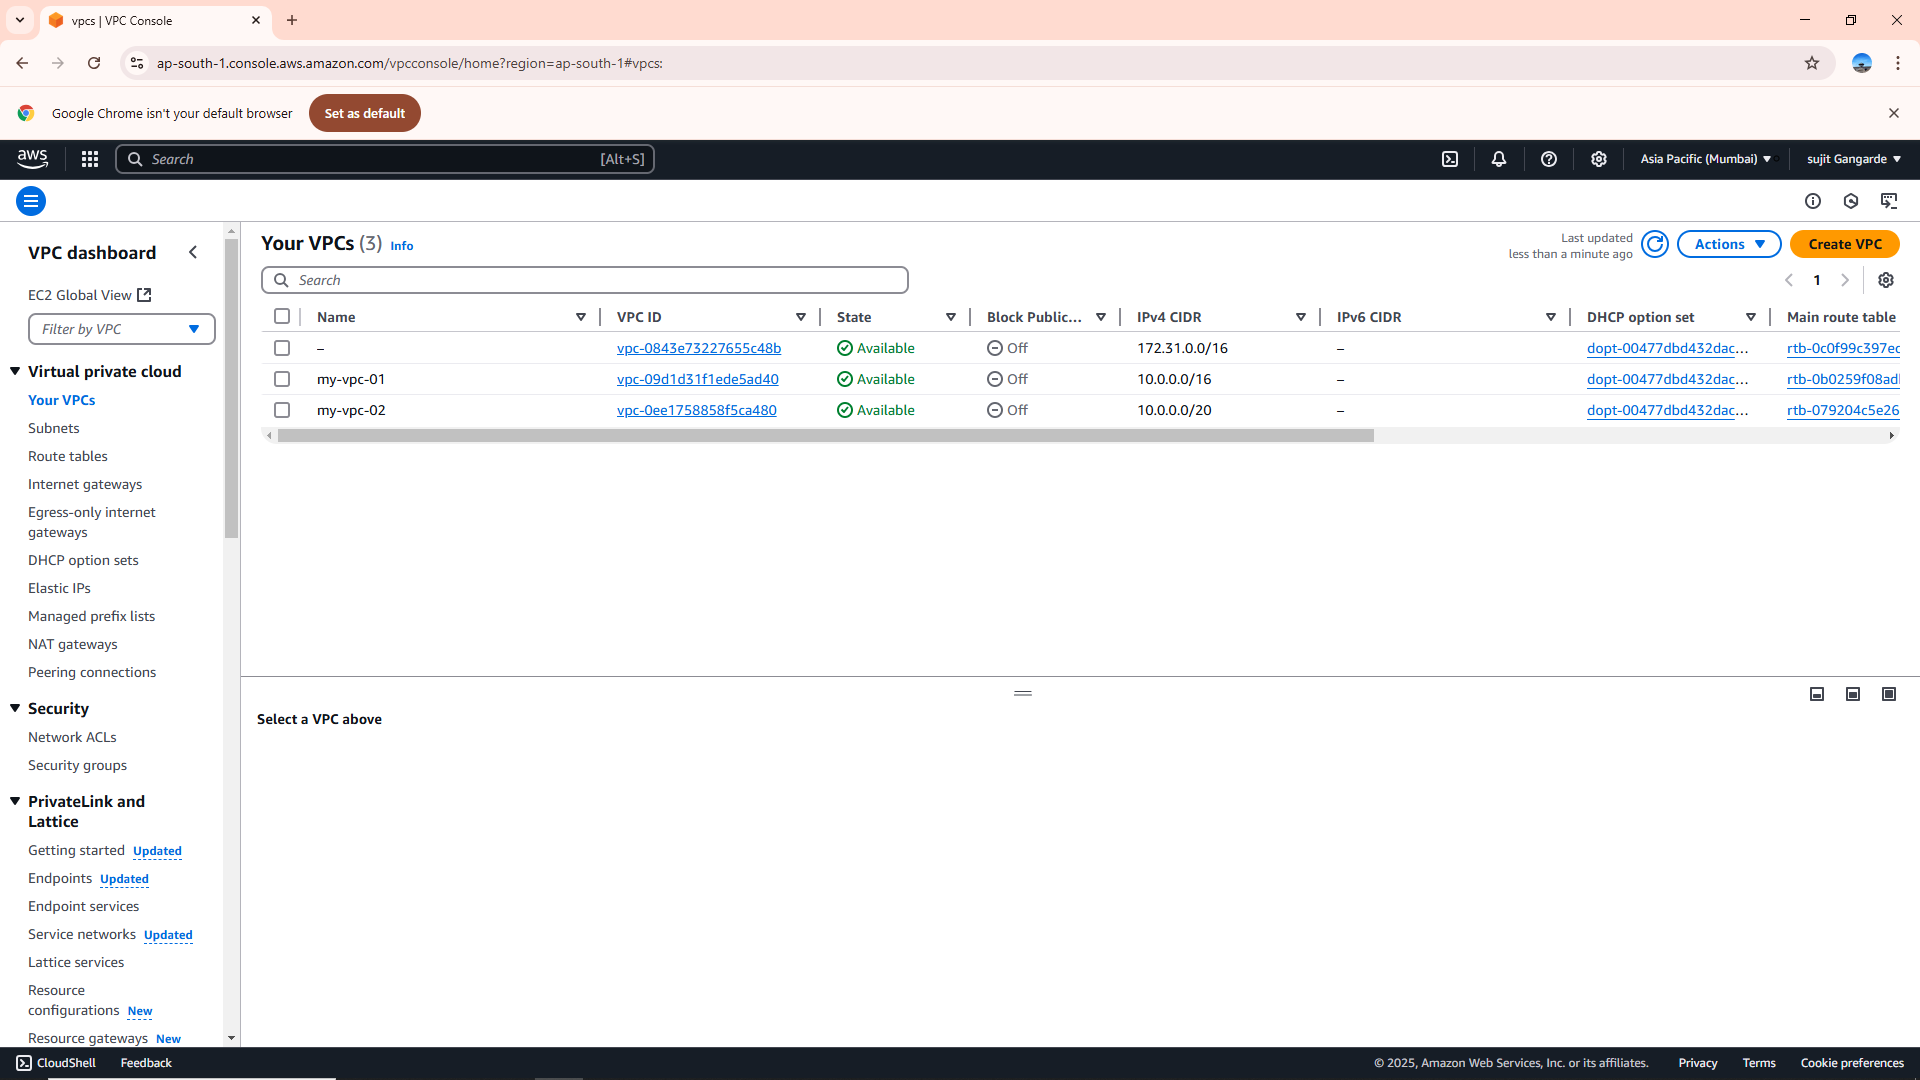 vpcs | VPC Console
ap-south-1.console.aws.amazon.com/vpcconsole/home?region=ap-south-1#vpcs:
Google Chrome isn't your default browser
Set as default
aws
Search
[Alt+S]
Asia Pacific (Mumbai)
sujit Gangarde
VPC dashboard
EC2 Global View
Filter by VPC
Virtual private cloud
Your VPCs
Subnets
Route tables
Internet gateways
Egress-only internet
gateways
DHCP option sets
Elastic IPs
Managed prefix lists
NAT gateways
Peering connections
Security
Network ACLs
Security groups
PrivateLink and
Lattice
Getting started Updated
Endpoints Updated
Endpoint services
Service networks Updated
Lattice services
Resource
configurations New
Resource gateways New
Your VPCs (3) Info
Last updated
less than a minute ago
Actions
Create VPC
Search
1
Name VPC ID State Block Public... IPv4 CIDR IPv6 CIDR DHCP option set Main route table
– vpc-0843e73227655c48b Available Off 172.31.0.0/16 – dopt-00477dbd432dac... rtb-0c0f99c397ec
my-vpc-01 vpc-09d1d31f1ede5ad40 Available Off 10.0.0.0/16 – dopt-00477dbd432dac... rtb-0b0259f08adl
my-vpc-02 vpc-0ee1758858f5ca480 Available Off 10.0.0.0/20 – dopt-00477dbd432dac... rtb-079204c5e26
Select a VPC above
CloudShell
Feedback
© 2025, Amazon Web Services, Inc. or its affiliates.
Privacy
Terms
Cookie preferences